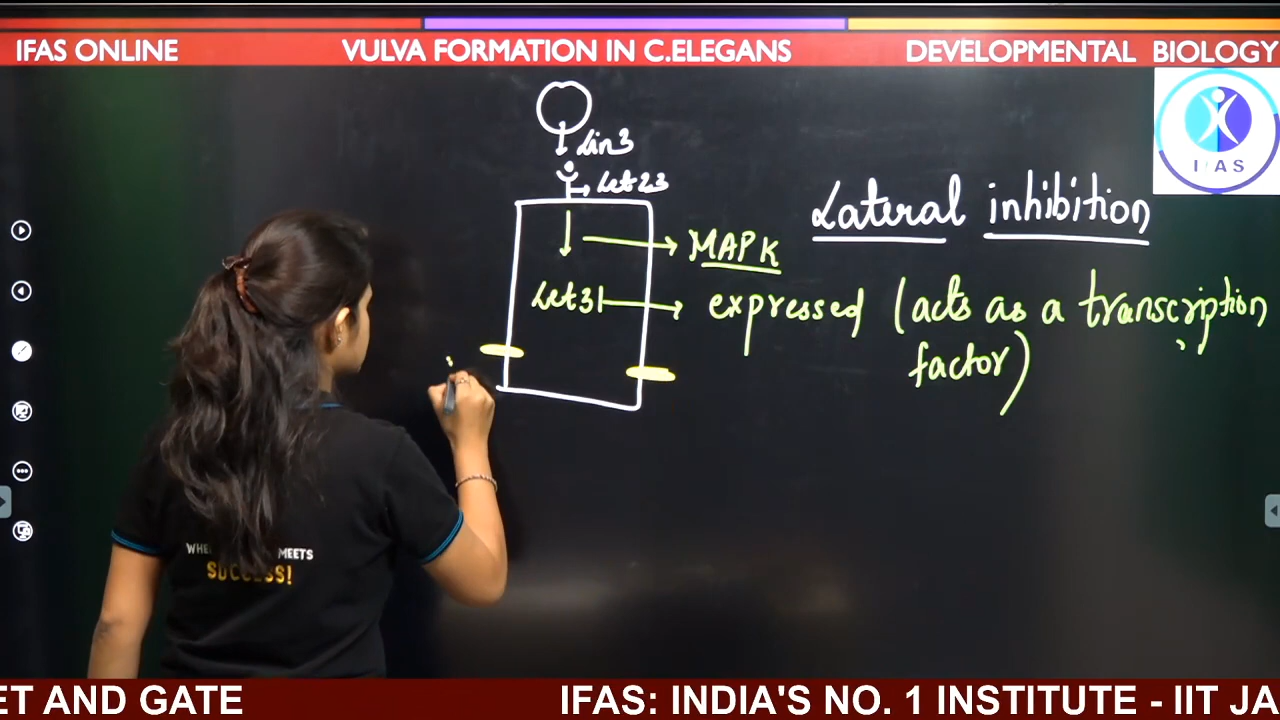 IFAS ONLINE
VULVA FORMATION IN C.ELEGANS
DEVELOPMENTAL BIOLOGY
IFAS
Lin3
Let23
Lateral inhibition
MAPK
Let31
expressed (acts as a transcription
factor)
MEETS
SUCCESS!
ET AND GATE
IFAS: INDIA'S NO. 1 INSTITUTE - IIT JA